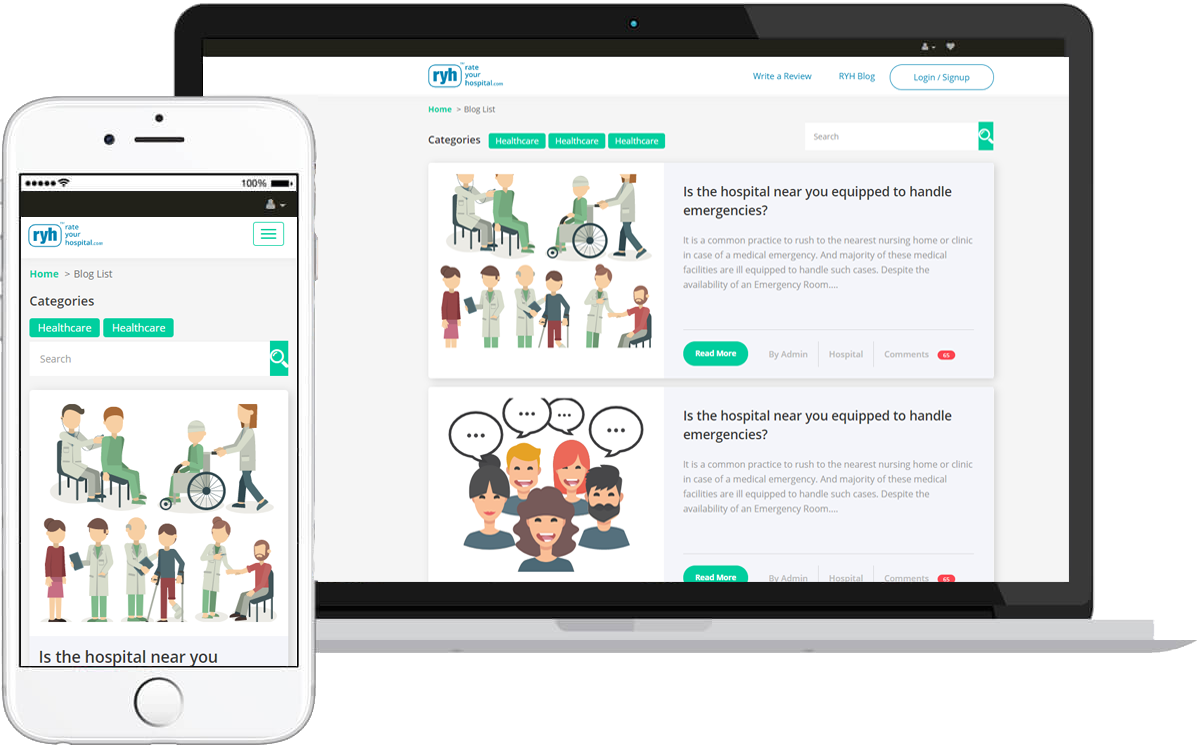 ryh rate
your
hospital.com
Write a Review
RYH Blog
Login / Signup
Home > Blog List
Categories
Healthcare
Healthcare
Healthcare
Search
Is the hospital near you equipped to handle
emergencies?
It is a common practice to rush to the nearest nursing home or clinic
in case of a medical emergency. And majority of these medical
facilities are ill equipped to handle such cases. Despite the
availability of an Emergency Room....
Read More
By Admin
Hospital
Comments
65
Is the hospital near you equipped to handle
emergencies?
It is a common practice to rush to the nearest nursing home or clinic
in case of a medical emergency. And majority of these medical
facilities are ill equipped to handle such cases. Despite the
availability of an Emergency Room....
Read More
By Admin
Hospital
Comments
65
100%
ryh rate
your
hospital.com
Home > Blog List
Categories
Healthcare
Healthcare
Search
Is the hospital near you